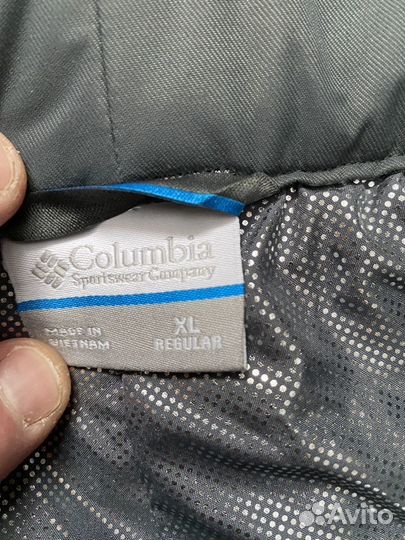 Columbia
Sportswear Company
XL
REGULAR
MADE IN
VIETNAM
Avito